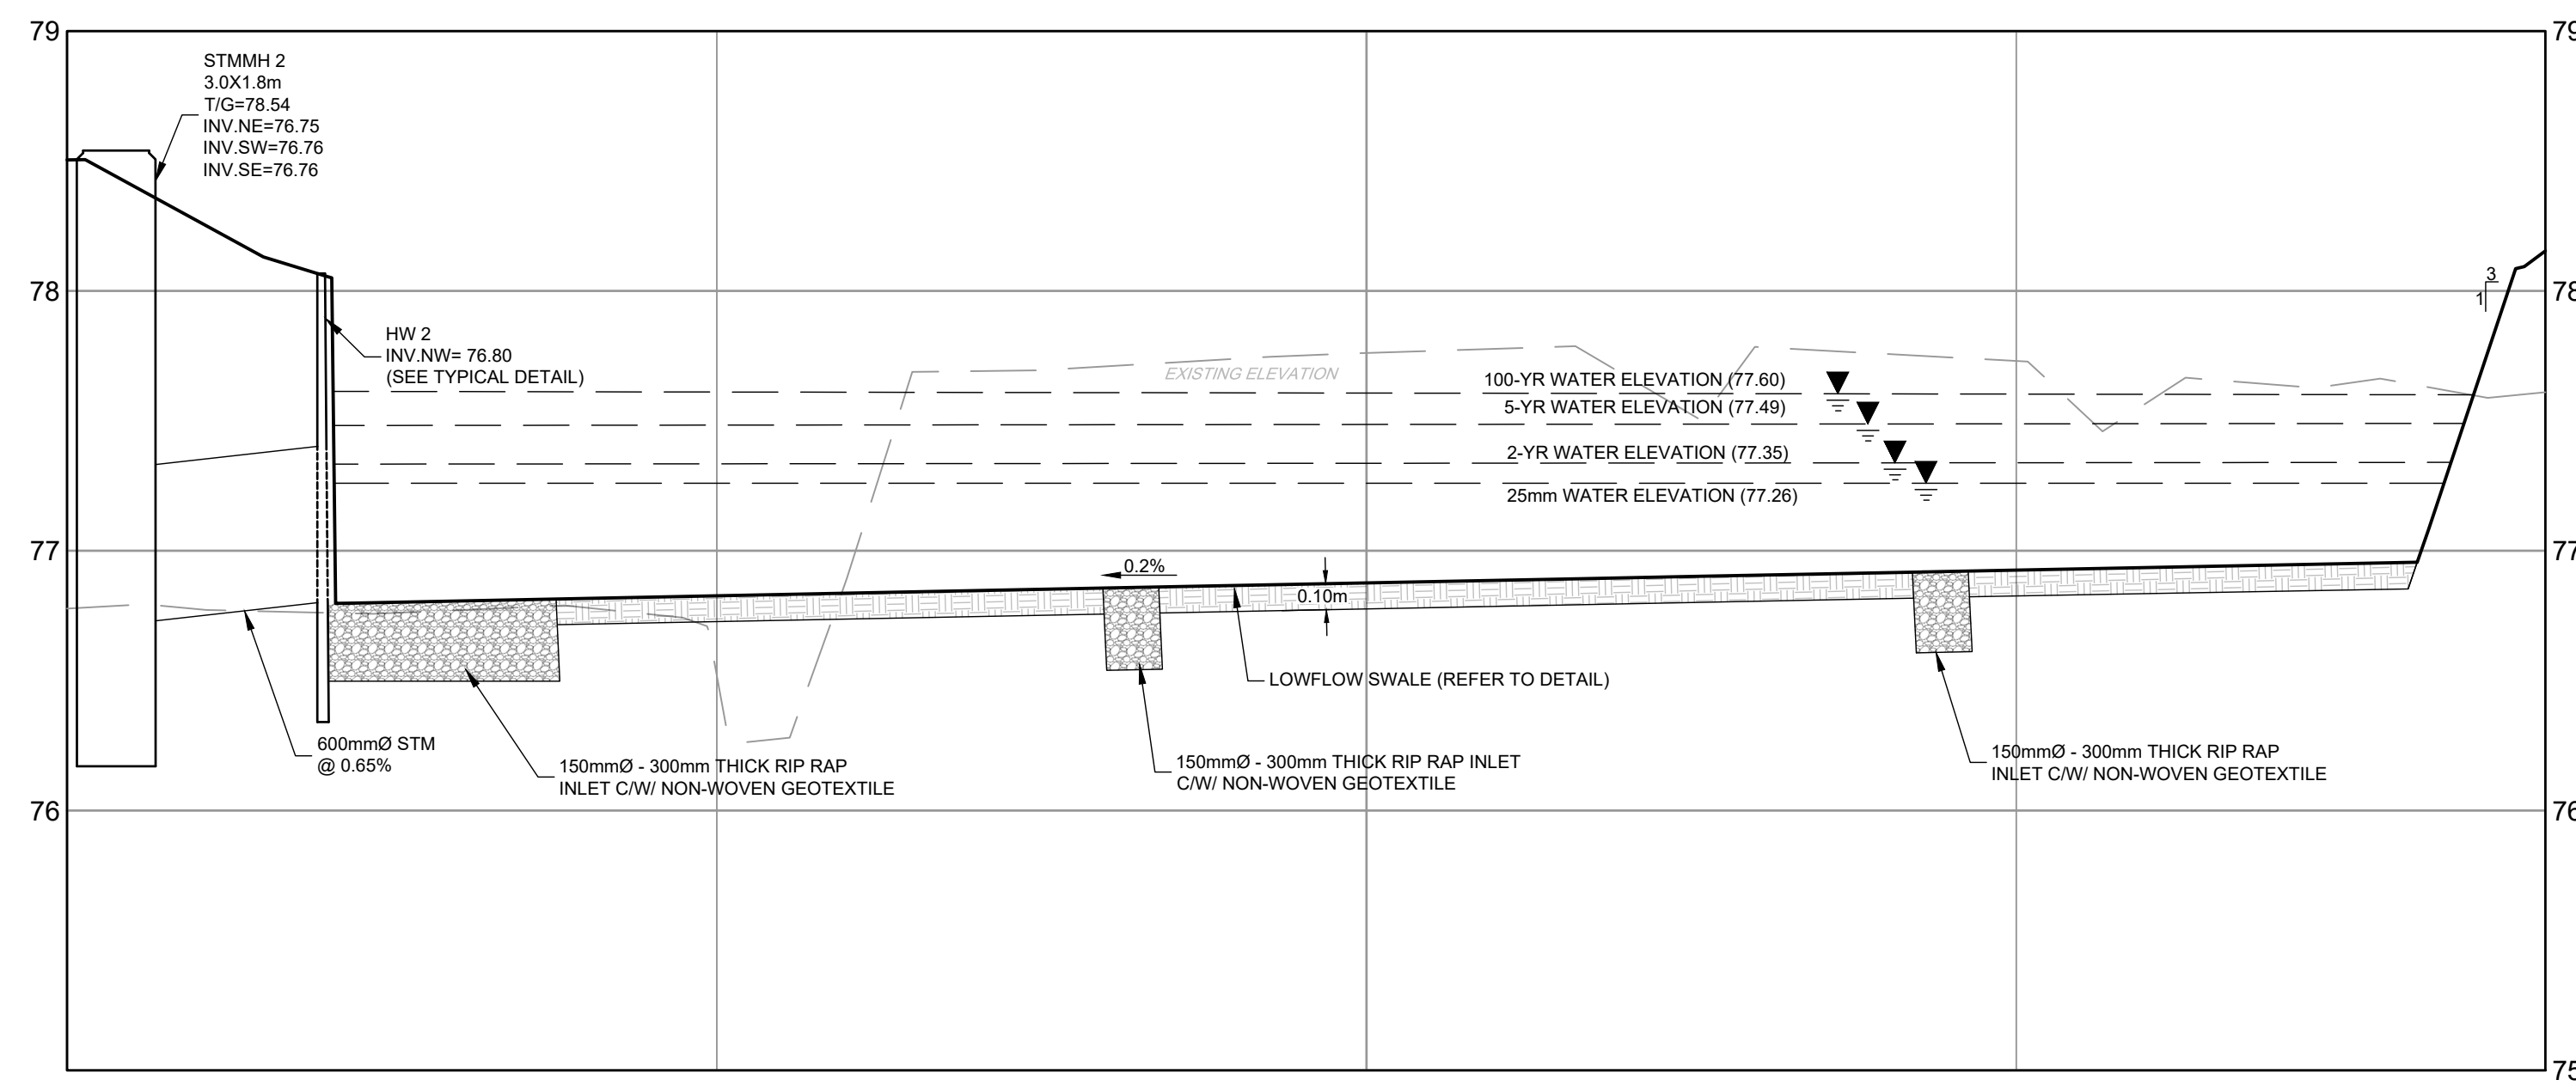 79
79
STMMH 2
3.0X1.8m
T/G=78.54
INV.NE=76.75
INV.SW=76.76
INV.SE=76.76
3
1
78
78
HW 2
INV.NW= 76.80
(SEE TYPICAL DETAIL)
EXISTING ELEVATION
100-YR WATER ELEVATION (77.60)
5-YR WATER ELEVATION (77.49)
2-YR WATER ELEVATION (77.35)
25mm WATER ELEVATION (77.26)
77
77
0.2%
0.10m
LOWFLOW SWALE (REFER TO DETAIL)
600mmØ STM
@ 0.65%
150mmØ - 300mm THICK RIP RAP
INLET C/W/ NON-WOVEN GEOTEXTILE
150mmØ - 300mm THICK RIP RAP INLET
C/W/ NON-WOVEN GEOTEXTILE
150mmØ - 300mm THICK RIP RAP
INLET C/W/ NON-WOVEN GEOTEXTILE
76
76
75